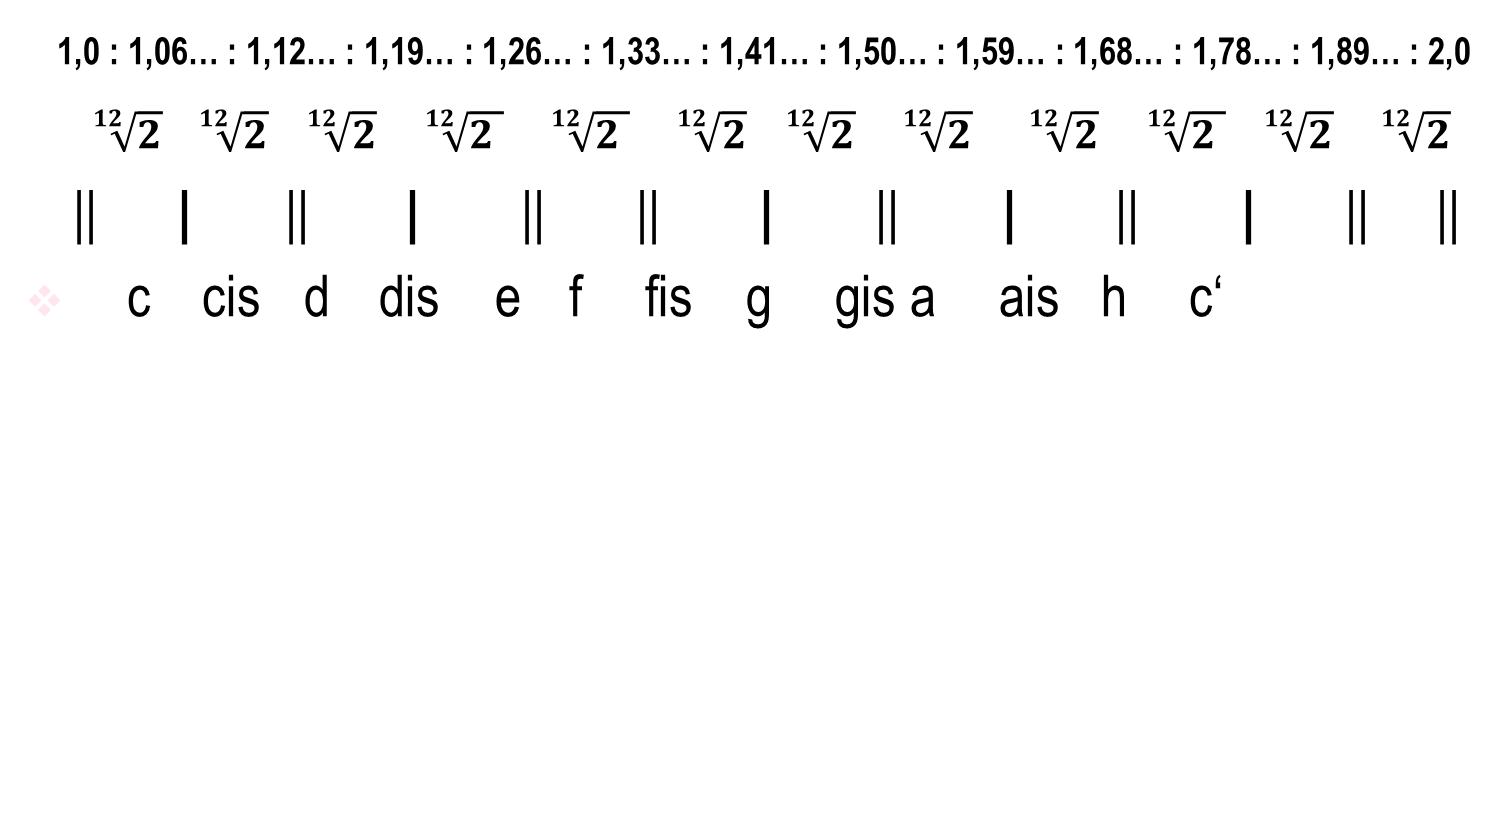 1,0 : 1,06… : 1,12… : 1,19… : 1,26… : 1,33… : 1,41… : 1,50… : 1,59… : 1,68… : 1,78… : 1,89… : 2,0
¹²√2 ¹²√2 ¹²√2 ¹²√2 ¹²√2 ¹²√2 ¹²√2 ¹²√2 ¹²√2 ¹²√2 ¹²√2 ¹²√2
|| | || | || || | || | || | || ||
❖ c cis d dis e f fis g gis a ais h c‘